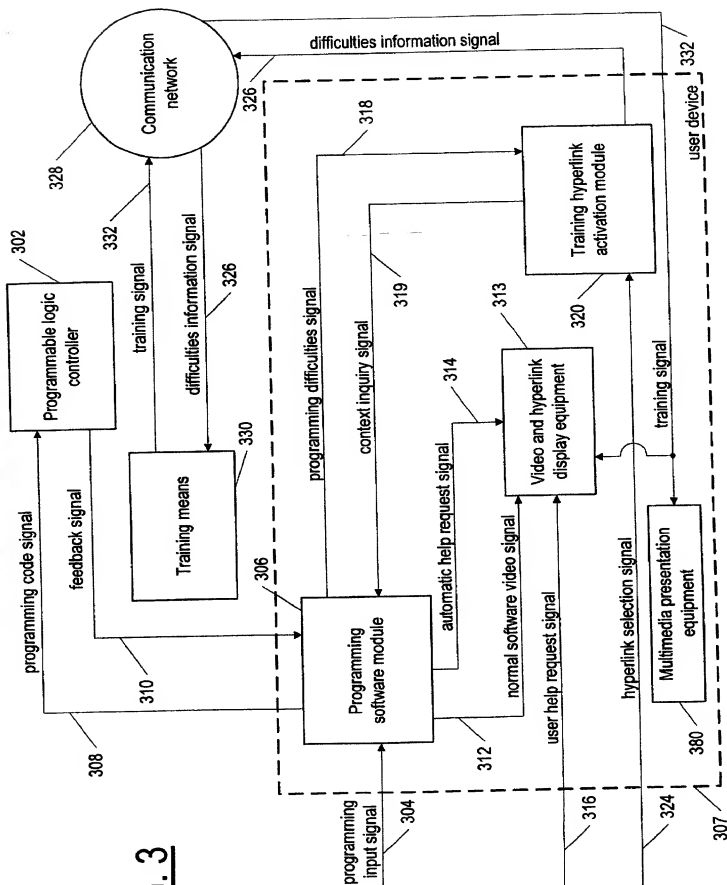 difficulties information signal
326
332
Communication
network
328
332
training signal
difficulties information signal
326
302
Programmable logic
controller
Training means
330
programming code signal
feedback signal
310
308
318
programming difficulties signal
319
context inquiry signal
user device
Training hyperlink
activation module
320
313
314
Video and hyperlink
display equipment
training signal
306
Programming
software module
automatic help request signal
normal software video signal
312
user help request signal
hyperlink selection signal
Multimedia presentation
equipment
380
programming
input signal
304
316
324
307
. 3